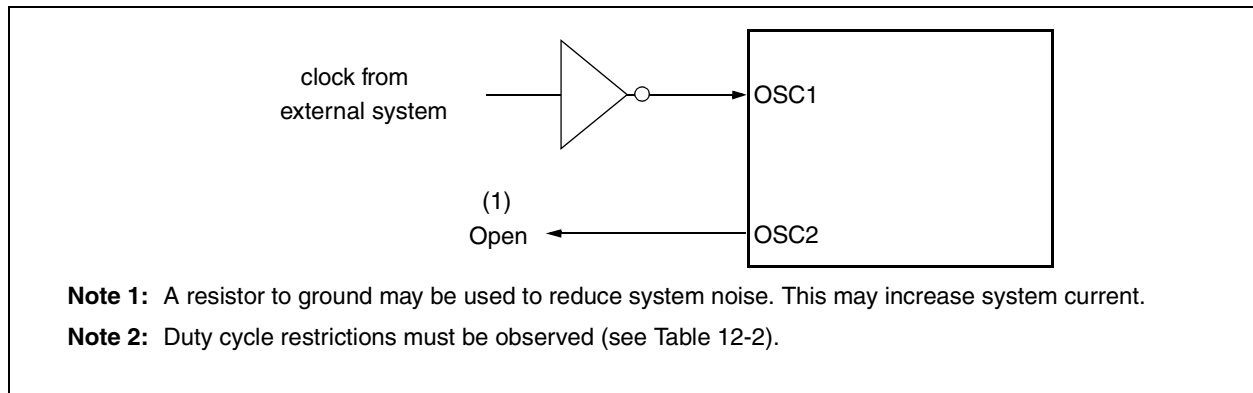 clock from
external system
OSC1
(1)
Open
OSC2
Note 1: A resistor to ground may be used to reduce system noise. This may increase system current.
Note 2: Duty cycle restrictions must be observed (see Table 12-2).